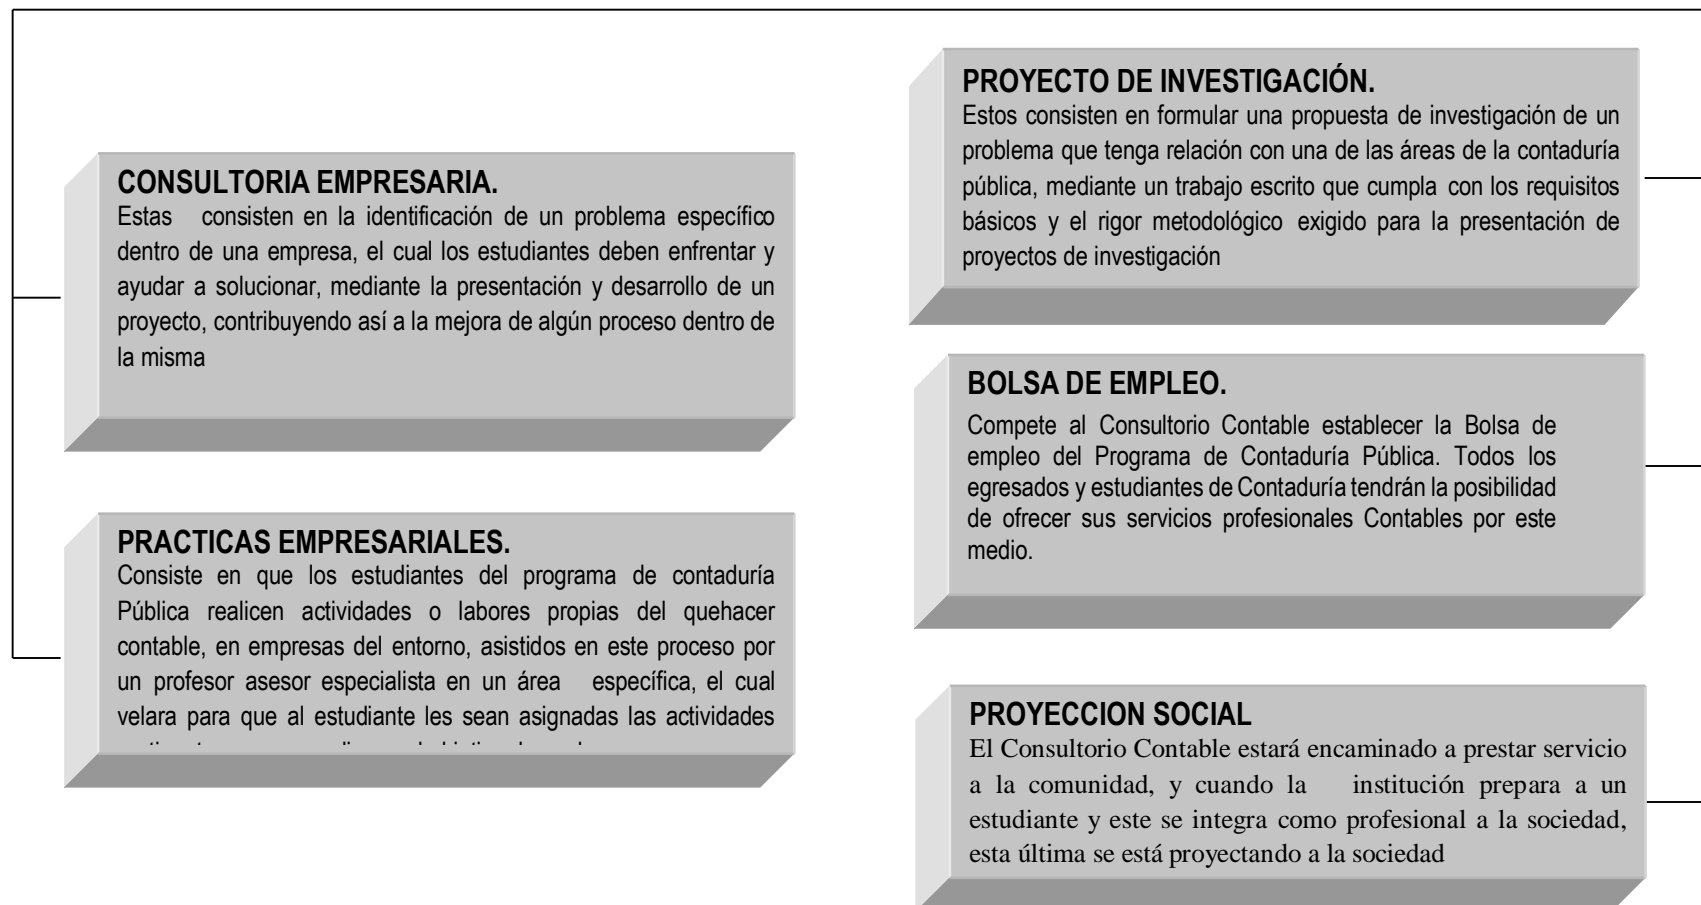 CONSULTORIA EMPRESARIA.
Estas consisten en la identificación de un problema específico
dentro de una empresa, el cual los estudiantes deben enfrentar y
ayudar a solucionar, mediante la presentación y desarrollo de un
proyecto, contribuyendo así a la mejora de algún proceso dentro de
la misma
PRACTICAS EMPRESARIALES.
Consiste en que los estudiantes del programa de contaduría
Pública realicen actividades o labores propias del quehacer
contable, en empresas del entorno, asistidos en este proceso por
un profesor asesor especialista en un área específica, el cual
velara para que al estudiante les sean asignadas las actividades
PROYECTO DE INVESTIGACIÓN.
Estos consisten en formular una propuesta de investigación de un
problema que tenga relación con una de las áreas de la contaduría
pública, mediante un trabajo escrito que cumpla con los requisitos
básicos y el rigor metodológico exigido para la presentación de
proyectos de investigación
BOLSA DE EMPLEO.
Compete al Consultorio Contable establecer la Bolsa de
empleo del Programa de Contaduría Pública. Todos los
egresados y estudiantes de Contaduría tendrán la posibilidad
de ofrecer sus servicios profesionales Contables por este
medio.
PROYECCION SOCIAL
El Consultorio Contable estará encaminado a prestar servicio
a la comunidad, y cuando la institución prepara a un
estudiante y este se integra como profesional a la sociedad,
esta última se está proyectando a la sociedad